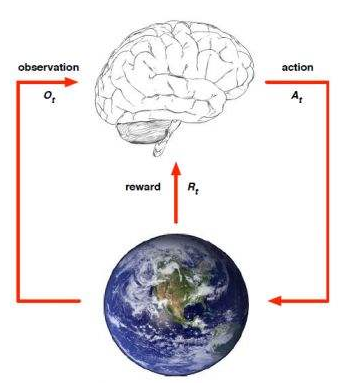 observation
O_t
action
A_t
reward
R_t